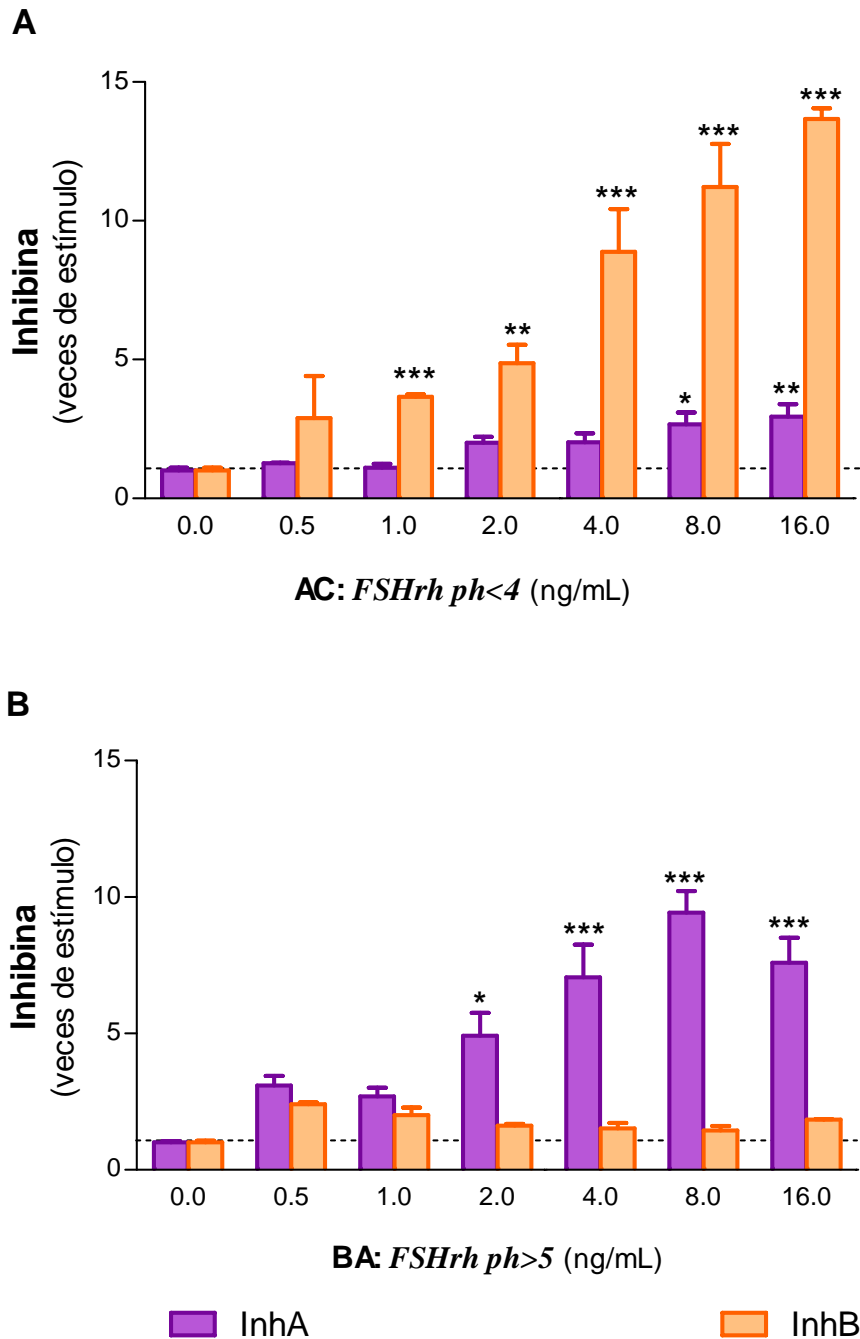 A
15
10
5
0
Inhibina
(veces de estímulo)
***
**
***
***
*
***
**
0.0 0.5 1.0 2.0 4.0 8.0 16.0
AC: FSHrh ph<4 (ng/mL)
B
15
10
5
0
Inhibina
(veces de estímulo)
*
***
***
***
0.0 0.5 1.0 2.0 4.0 8.0 16.0
BA: FSHrh ph>5 (ng/mL)
InhA InhB